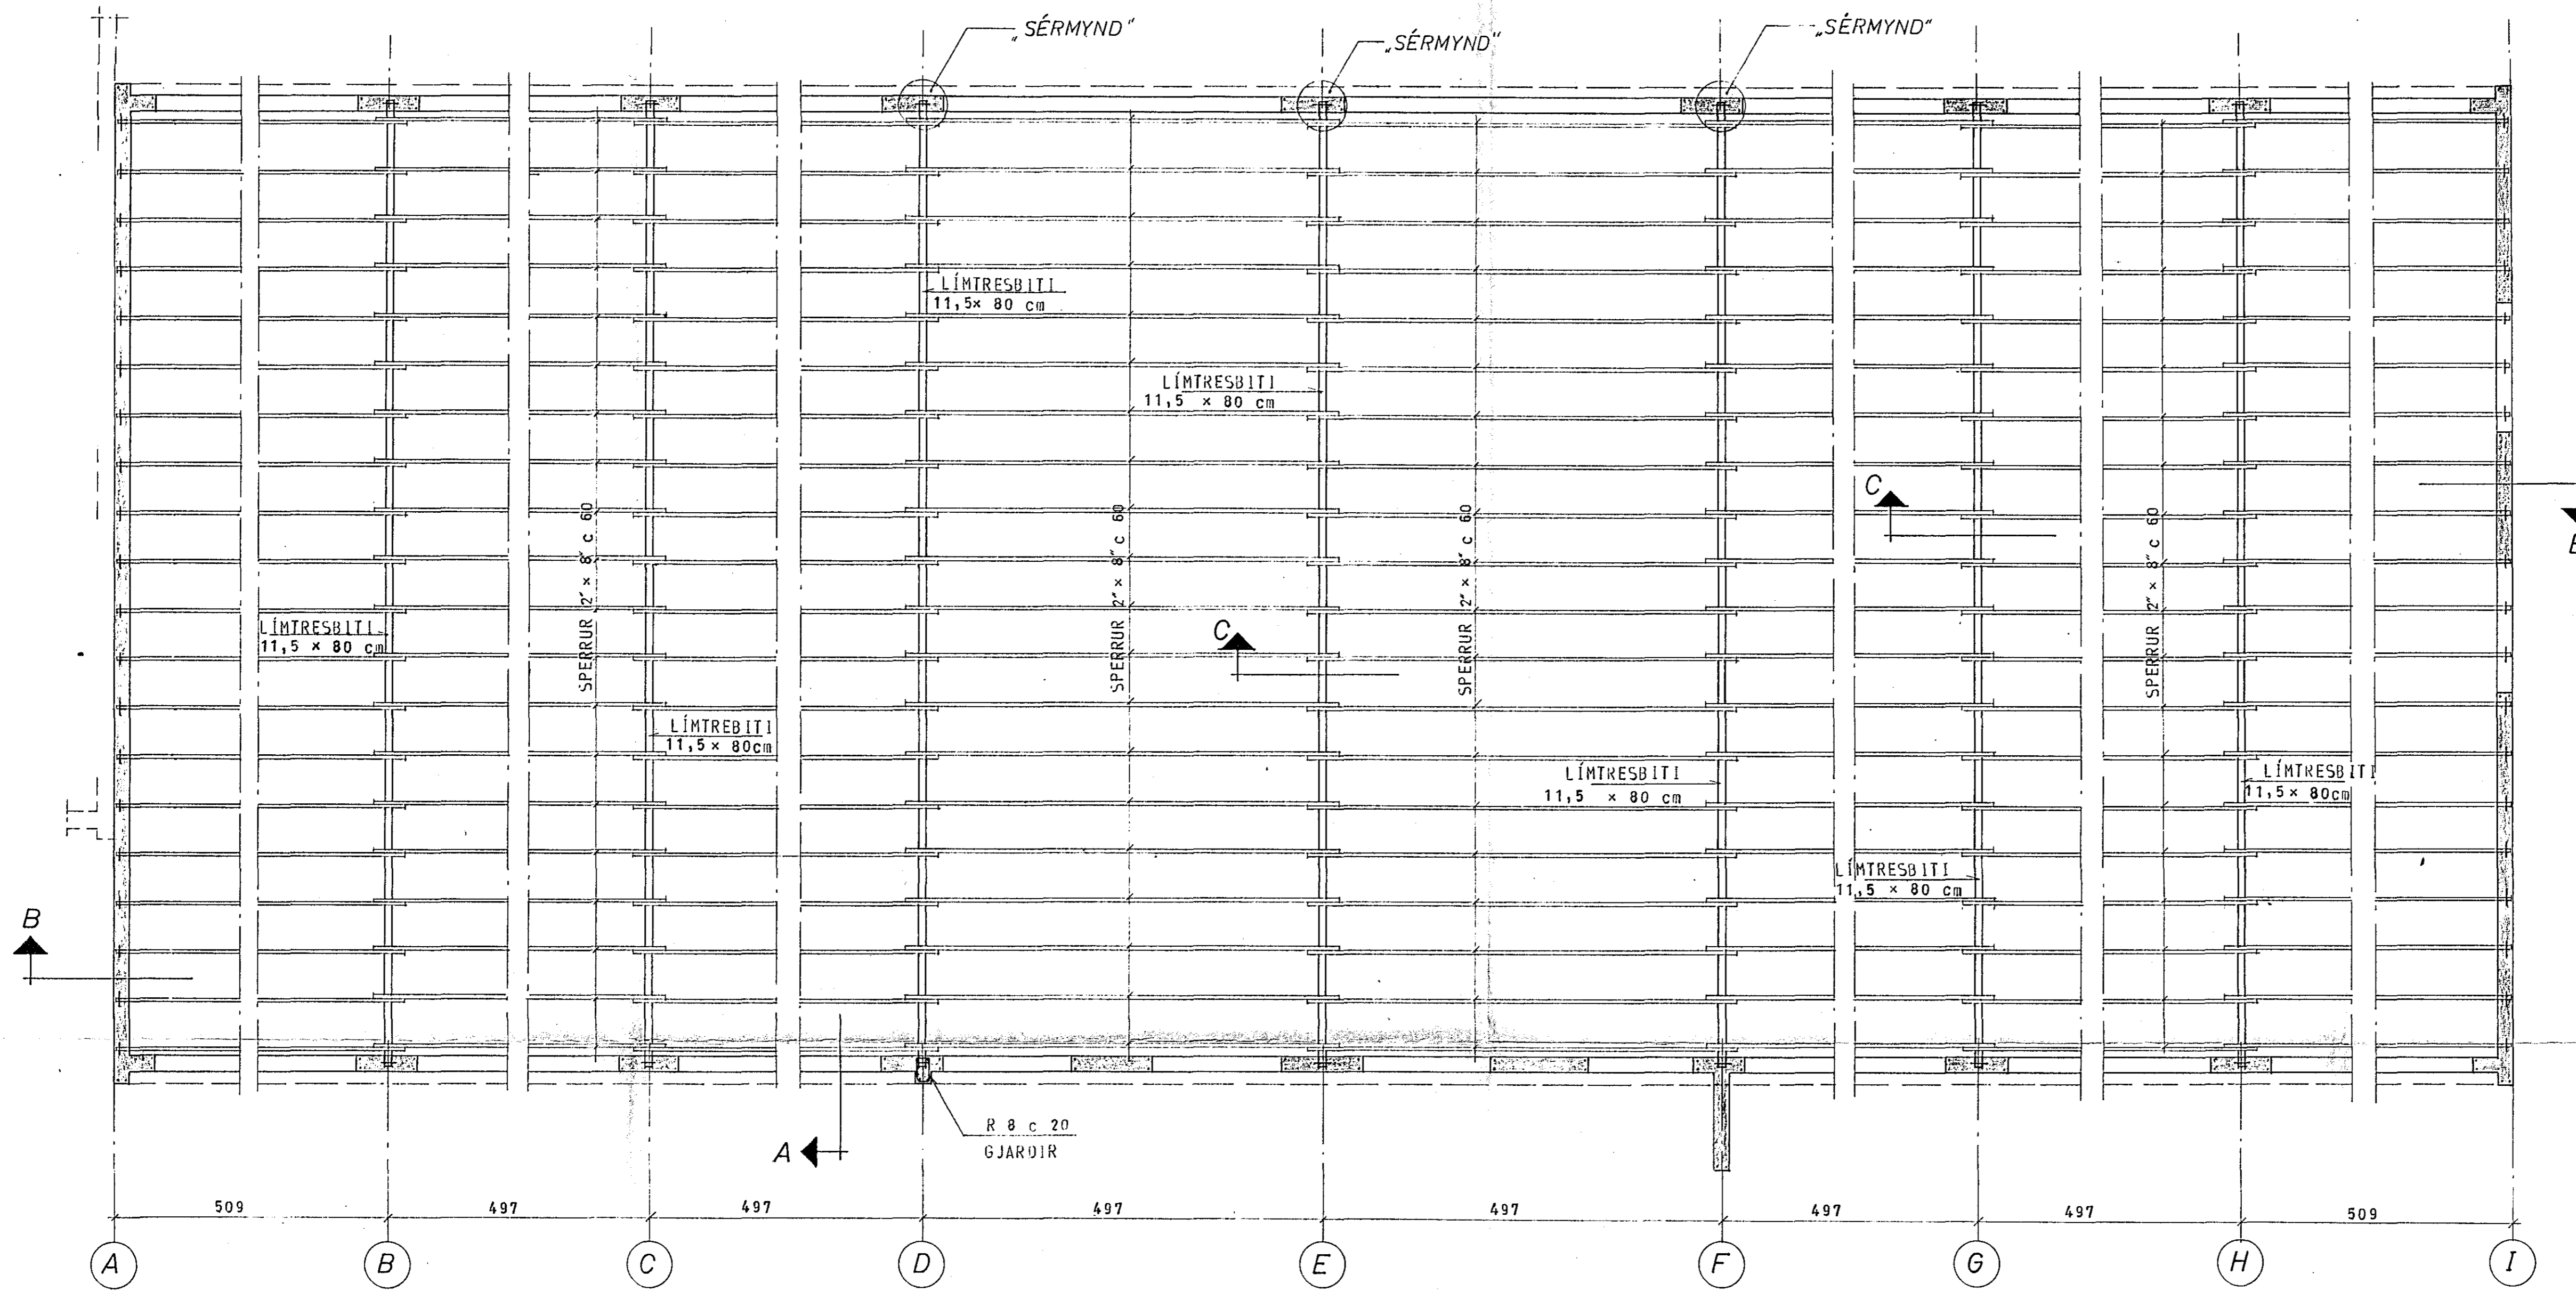 „SÉRMYND"
„SÉRMYND"
„SÉRMYND"
LÍMTRESBITI
11,5× 80 cm
LÍMTRESBITI
11,5 × 80 cm
C
SPERRUR 2" × 8" c 60
SPERRUR 2" × 8" c 60
SPERRUR 2" × 8" c 60
SPERRUR 2" × 8" c 60
LÍMTRESBITI
11,5 × 80 cm
C
LÍMTREBITI
11,5× 80cm
LÍMTRESBITI
11,5 × 80 cm
LÍMTRESBITI
11,5× 80cm
LÍMTRESBITI
11,5 × 80 cm
B
A
R 8 c 20
GJARDIR
509 497 497 497 497 497 497 509
A B C D E F G H I